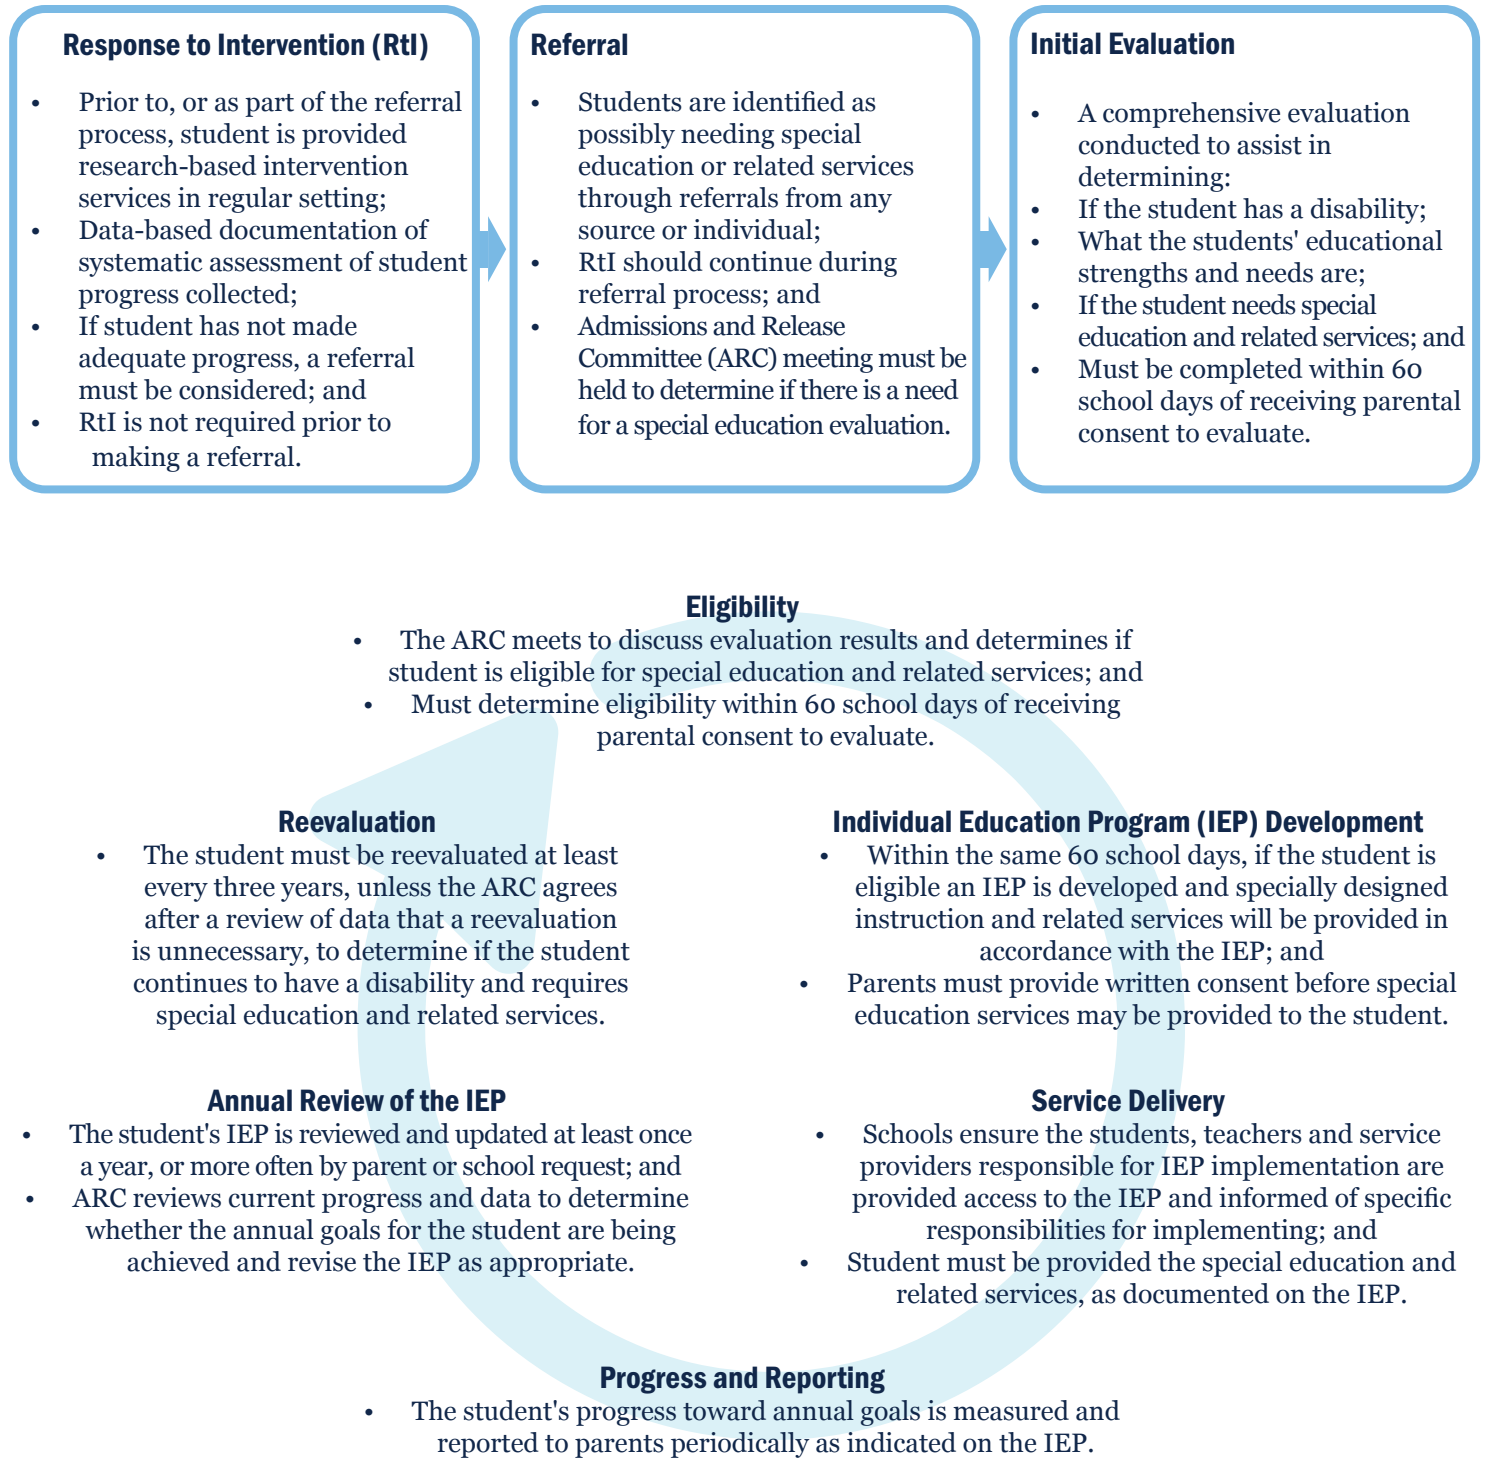 Response to Intervention (RtI)
• Prior to, or as part of the referral
process, student is provided
research-based intervention
services in regular setting;
• Data-based documentation of
systematic assessment of student
progress collected;
• If student has not made
adequate progress, a referral
must be considered; and
• RtI is not required prior to
making a referral.
Referral
• Students are identified as
possibly needing special
education or related services
through referrals from any
source or individual;
• RtI should continue during
referral process; and
• Admissions and Release
Committee (ARC) meeting must be
held to determine if there is a need
for a special education evaluation.
Initial Evaluation
• A comprehensive evaluation
conducted to assist in
determining:
• If the student has a disability;
• What the students' educational
strengths and needs are;
• If the student needs special
education and related services; and
• Must be completed within 60
school days of receiving parental
consent to evaluate.
Eligibility
• The ARC meets to discuss evaluation results and determines if
student is eligible for special education and related services; and
• Must determine eligibility within 60 school days of receiving
parental consent to evaluate.
Individual Education Program (IEP) Development
• Within the same 60 school days, if the student is
eligible an IEP is developed and specially designed
instruction and related services will be provided in
accordance with the IEP; and
• Parents must provide written consent before special
education services may be provided to the student.
Service Delivery
• Schools ensure the students, teachers and service
providers responsible for IEP implementation are
provided access to the IEP and informed of specific
responsibilities for implementing; and
• Student must be provided the special education and
related services, as documented on the IEP.
Progress and Reporting
• The student's progress toward annual goals is measured and
reported to parents periodically as indicated on the IEP.
Annual Review of the IEP
• The student's IEP is reviewed and updated at least once
a year, or more often by parent or school request; and
• ARC reviews current progress and data to determine
whether the annual goals for the student are being
achieved and revise the IEP as appropriate.
Reevaluation
• The student must be reevaluated at least
every three years, unless the ARC agrees
after a review of data that a reevaluation
is unnecessary, to determine if the student
continues to have a disability and requires
special education and related services.